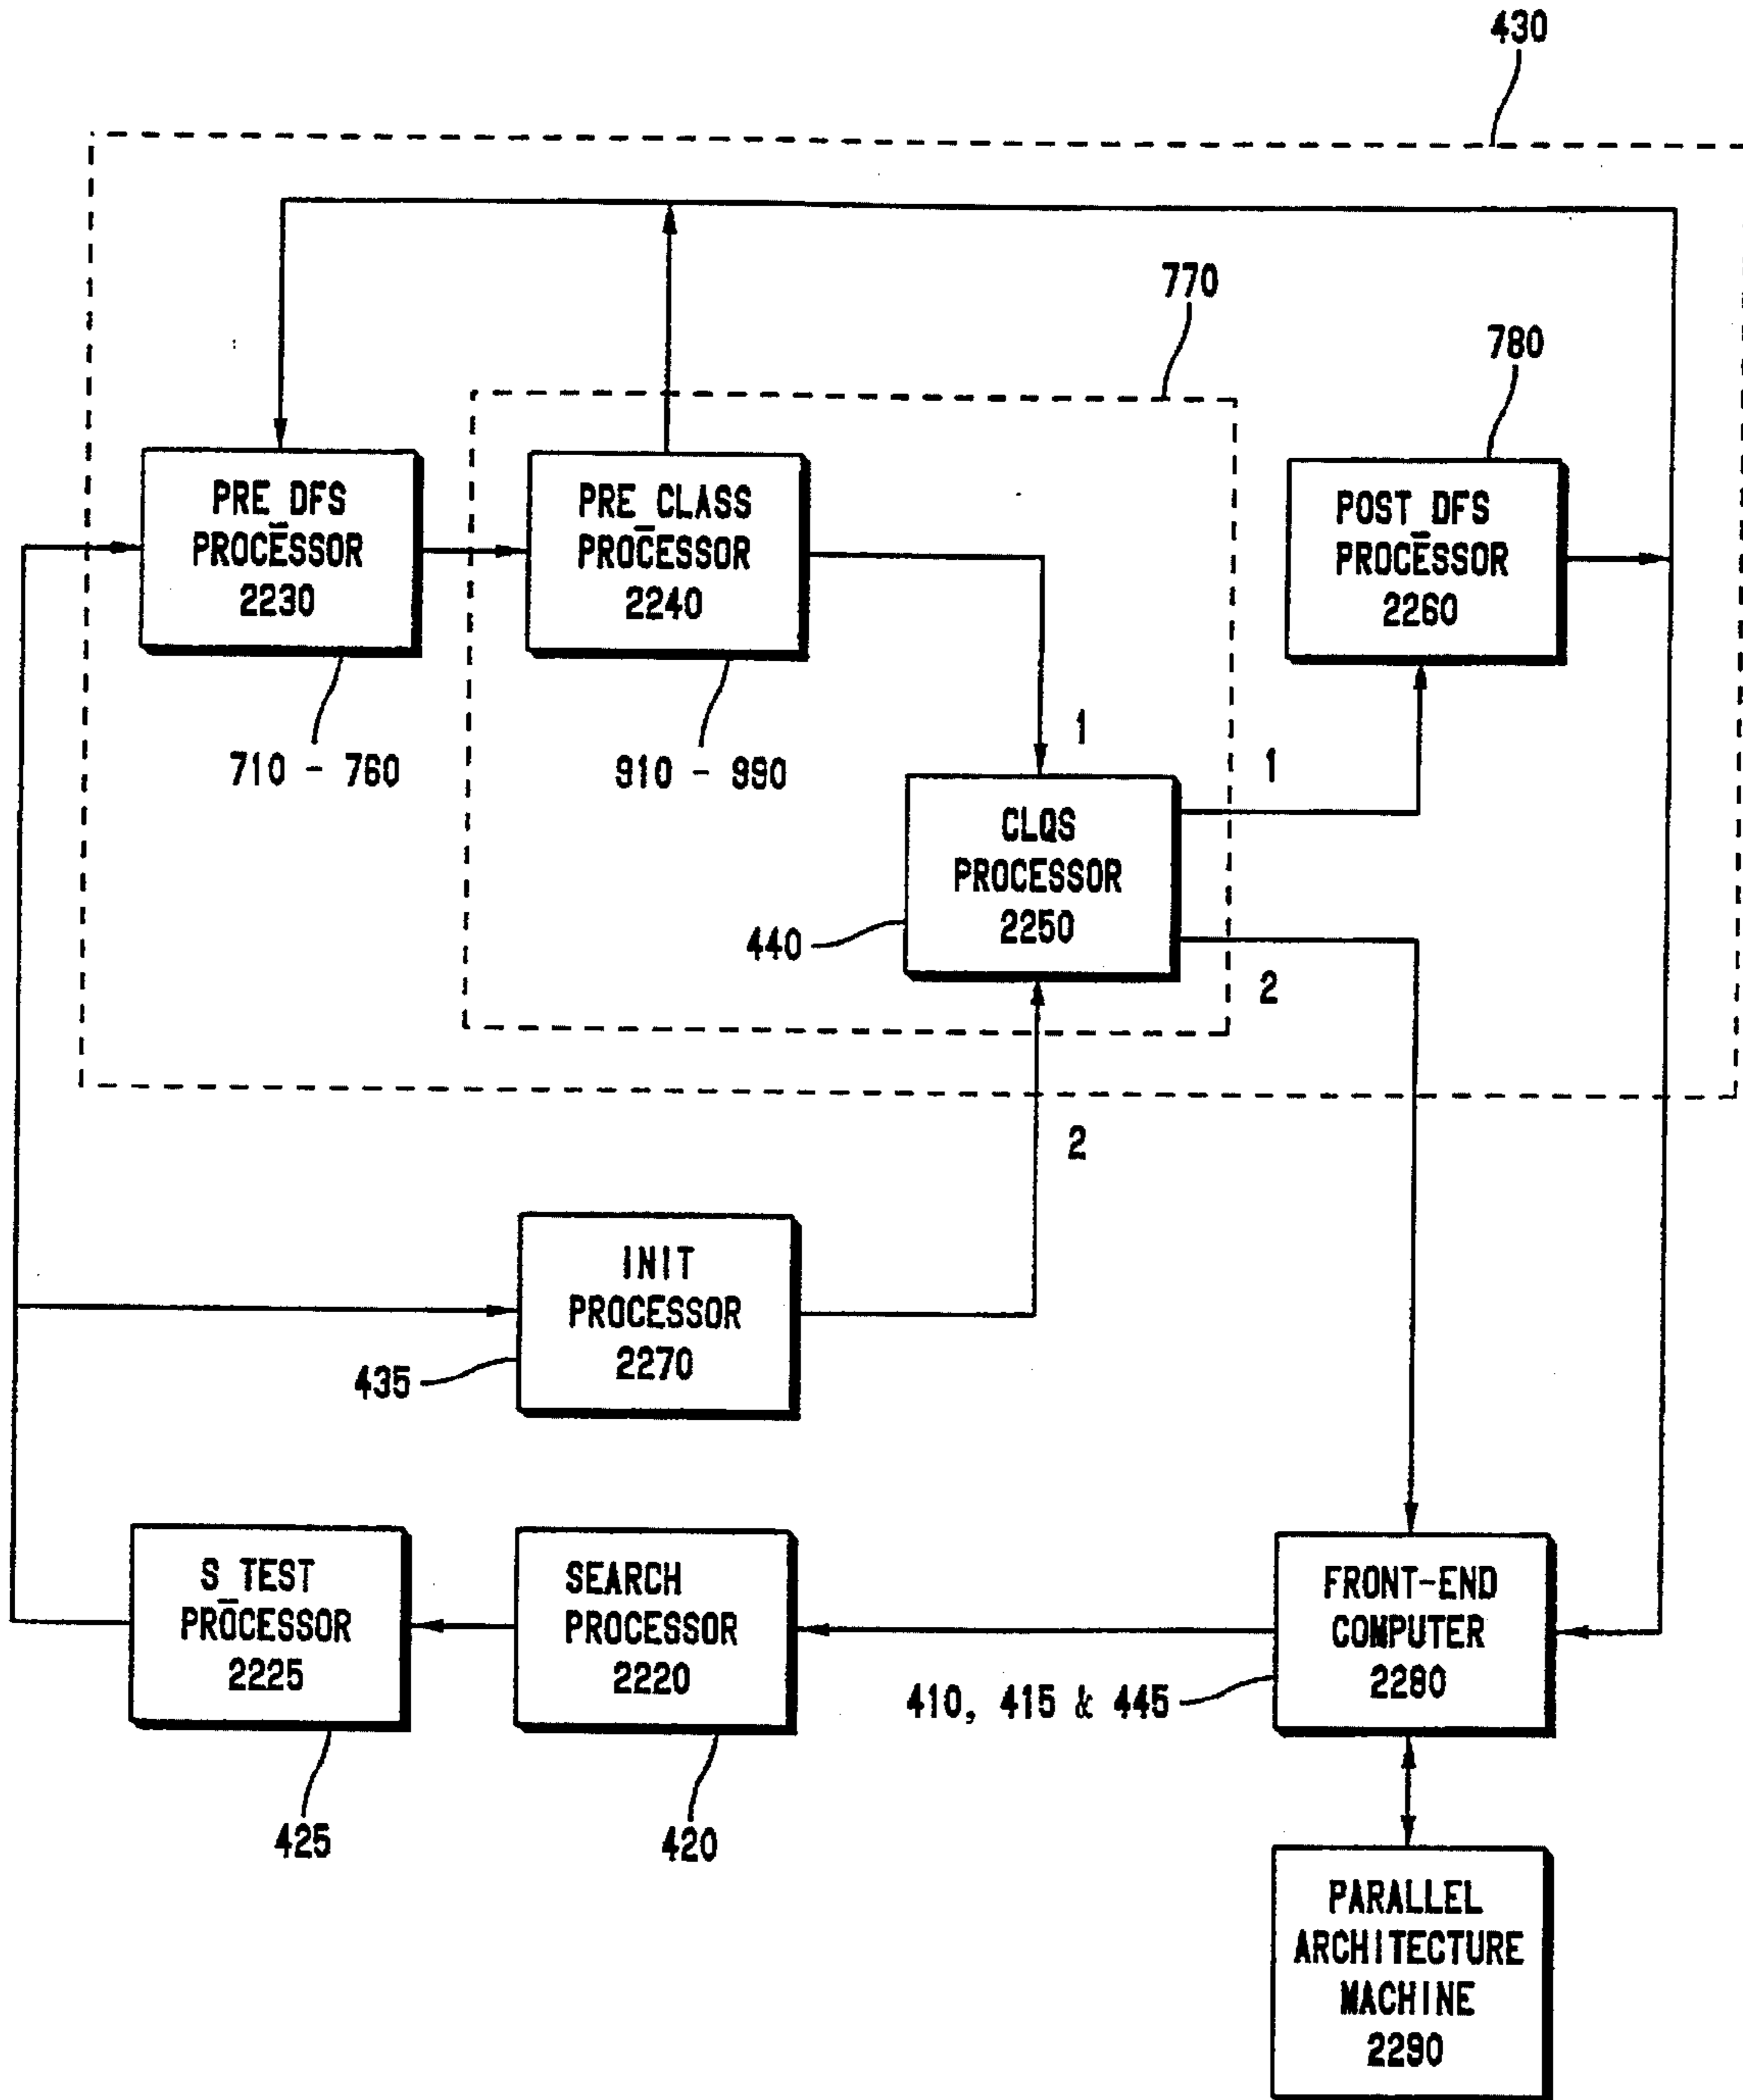 430
770
780
PRE_DFS
PROCESSOR
2230
PRE_CLASS
PROCESSOR
2240
POST_DFS
PROCESSOR
2260
710 - 760
910 - 990
1
1
CLQS
PROCESSOR
2250
440
2
2
INIT
PROCESSOR
2270
435
S_TEST
PROCESSOR
2225
SEARCH
PROCESSOR
2220
FRONT-END
COMPUTER
2280
410, 415 & 445
425
420
PARALLEL
ARCHITECTURE
MACHINE
2290